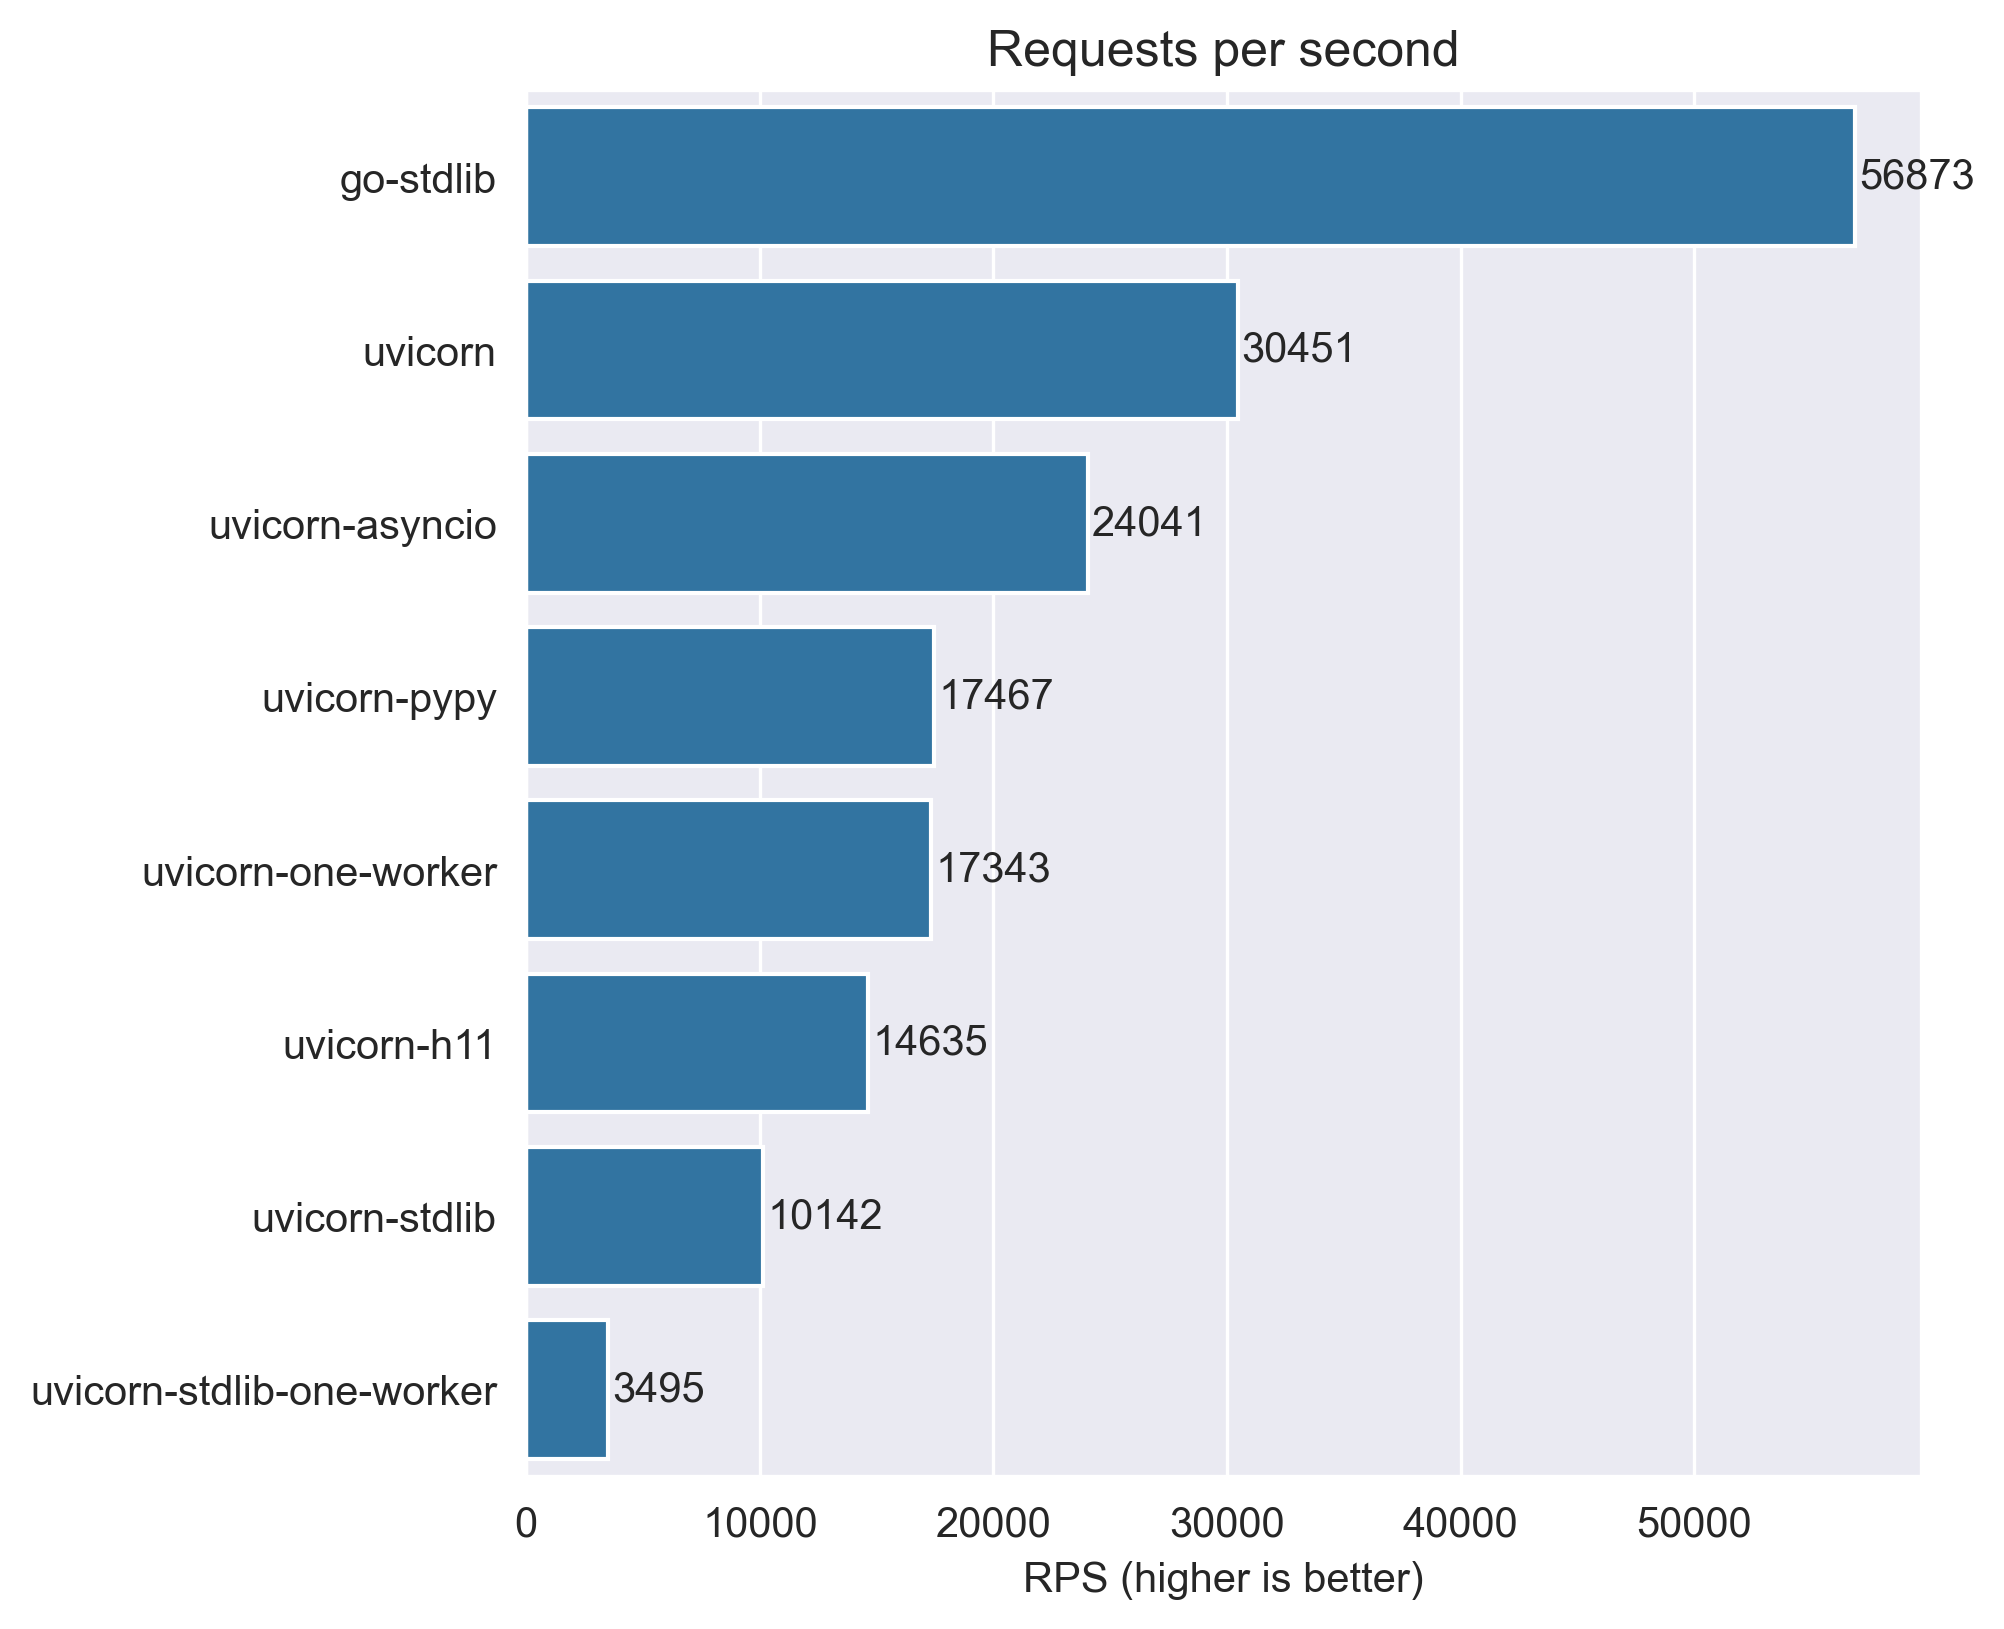 Requests per second
go-stdlib 56873
uvicorn 30451
uvicorn-asyncio 24041
uvicorn-pypy 17467
uvicorn-one-worker 17343
uvicorn-h11 14635
uvicorn-stdlib 10142
uvicorn-stdlib-one-worker 3495
0 10000 20000 30000 40000 50000
RPS (higher is better)